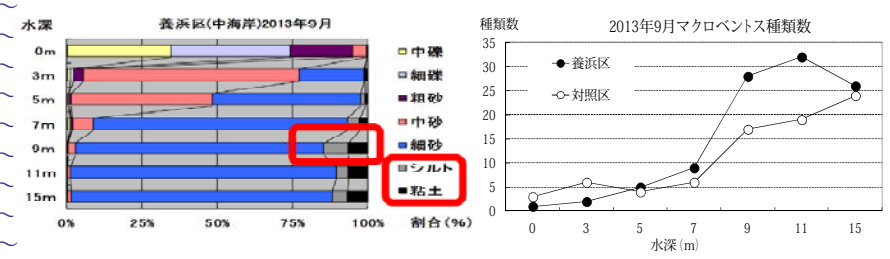 水深
養浜区(中海岸)2013年9月
0m
3m
5m
7m
9m
11m
15m
0%
25%
50%
75%
100%
割合(%)
中礫
細礫
粗砂
中砂
細砂
シルト
粘土
種類数
2013年9月マクロベントス種類数
35
30
25
20
15
10
5
0
養浜区
対照区
0
3
5
7
9
11
15
水深(m)